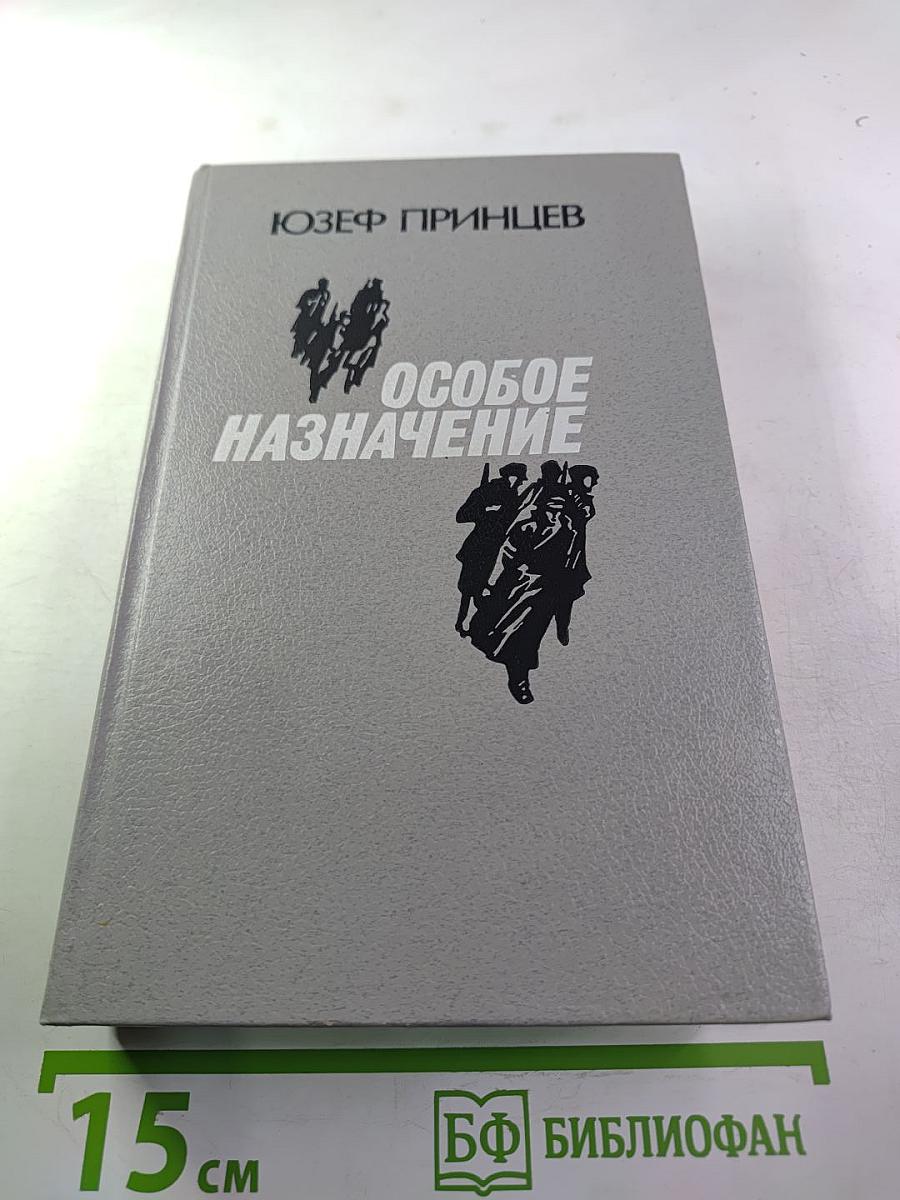 ЮЗЕФ ПРИНЦЕВ
ОСОБОЕ
НАЗНАЧЕНИЕ
15 см
БФ БИБЛИОФАН